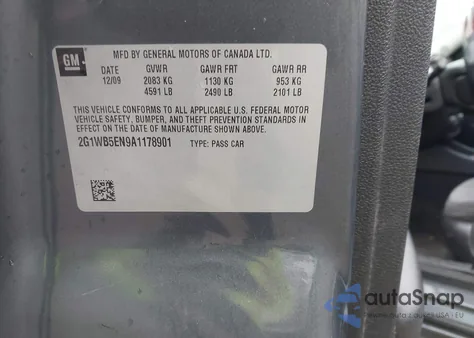 GM
MFD BY GENERAL MOTORS OF CANADA LTD.
DATE GVWR GAWR FRT GAWR RR
12/09 2083 KG 1130 KG 953 KG
4591 LB 2490 LB 2101 LB
THIS VEHICLE CONFORMS TO ALL APPLICABLE U.S. FEDERAL MOTOR
VEHICLE SAFETY, BUMPER, AND THEFT PREVENTION STANDARDS IN
EFFECT ON THE DATE OF MANUFACTURE SHOWN ABOVE.
2G1WB5EN9A1178901 TYPE: PASS CAR
autoSnap
auta z USA i EU